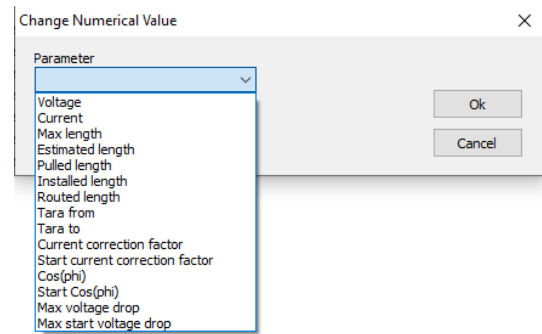 Change Numerical Value
Parameter
Voltage
Current
Max length
Estimated length
Pulled length
Installed length
Routed length
Tara from
Tara to
Current correction factor
Start current correction factor
Cos(phi)
Start Cos(phi)
Max voltage drop
Max start voltage drop
Ok
Cancel